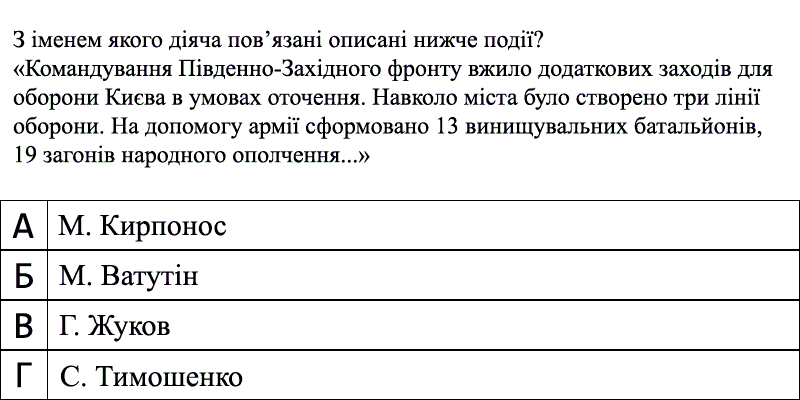 З іменем якого діяча пов’язані описані нижче події?
«Командування Південно-Західного фронту вжило додаткових заходів для
оборони Києва в умовах оточення. Навколо міста було створено три лінії
оборони. На допомогу армії сформовано 13 винищувальних батальйонів,
19 загонів народного ополчення...»
А М. Кирпонос
Б М. Ватутін
В Г. Жуков
Г С. Тимошенко